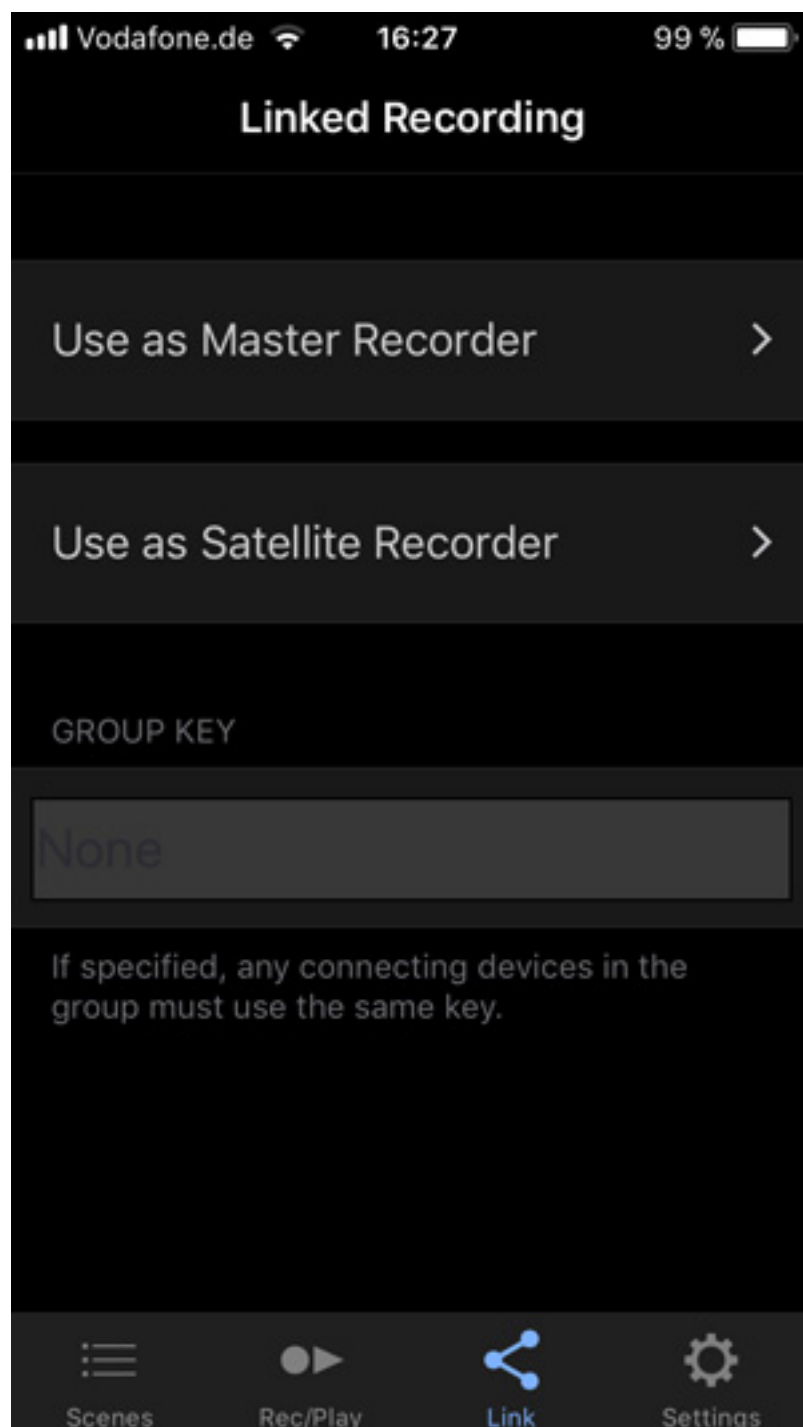 Vodafone.de 16:27 99 %
Linked Recording
Use as Master Recorder
Use as Satellite Recorder
GROUP KEY
None
If specified, any connecting devices in the
group must use the same key.
Scenes Rec/Play Link Settings